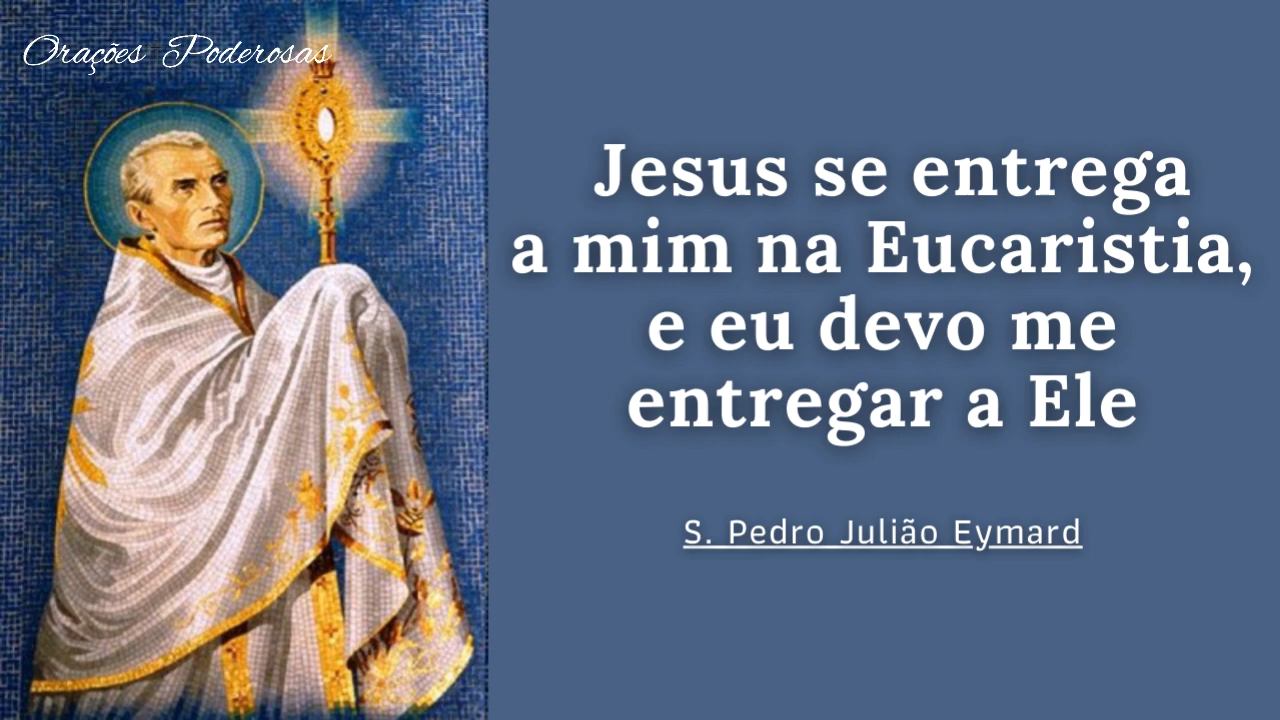 Orações Poderosas
Jesus se entrega
a mim na Eucaristia,
e eu devo me
entregar a Ele
S. Pedro Julião Eymard